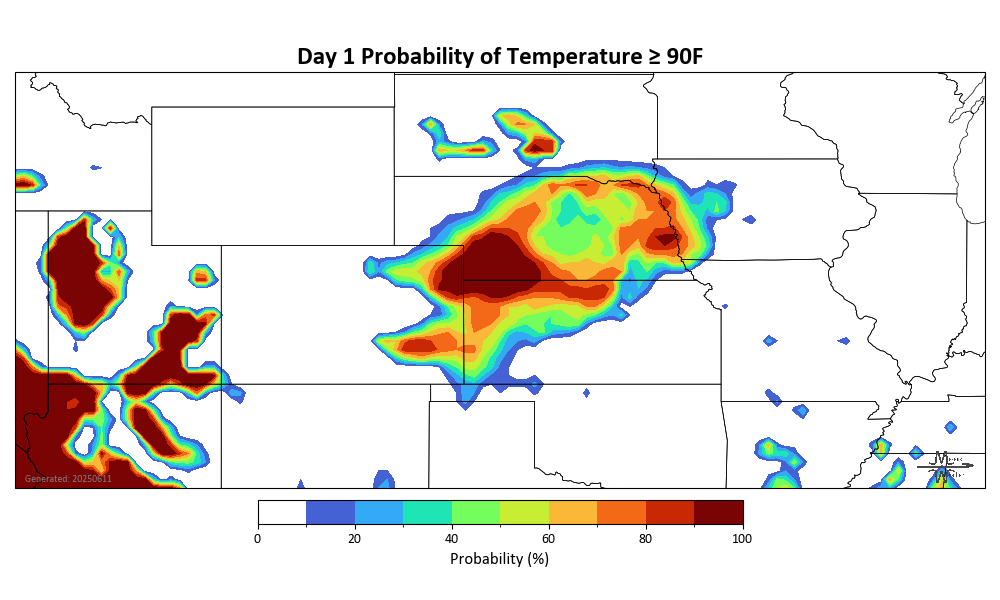 Day 1 Probability of Temperature ≥ 90F
Generated: 20250611
0 20 40 60 80 100
Probability (%)